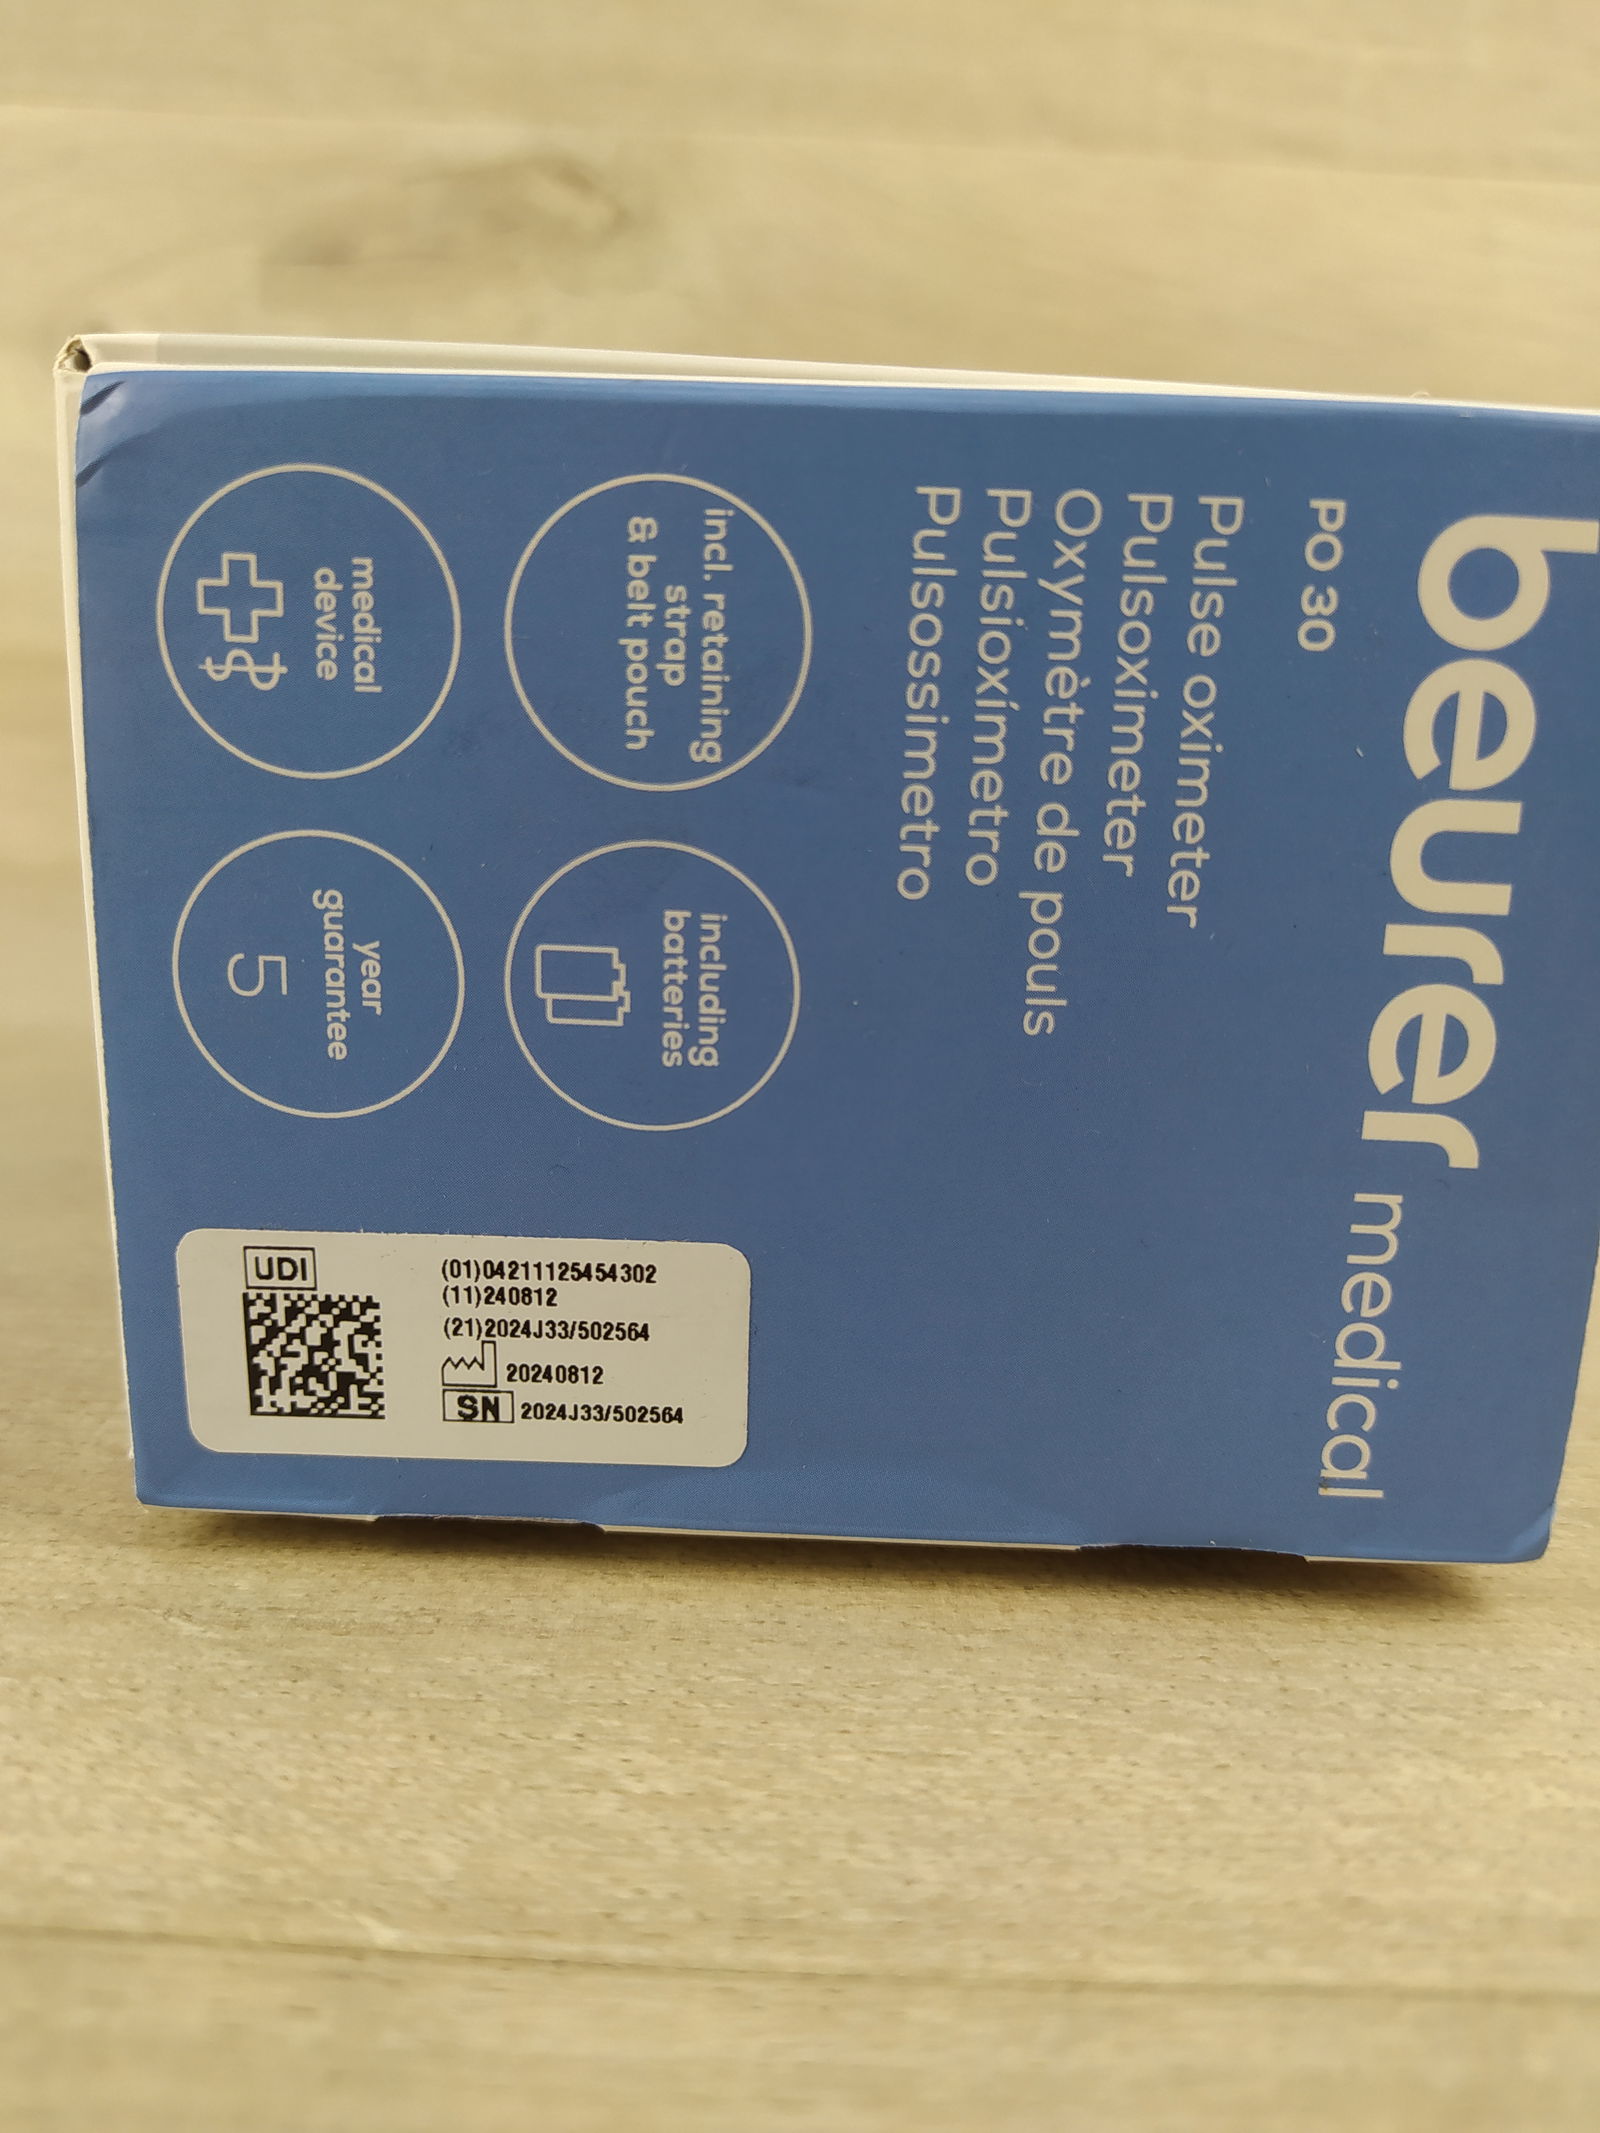 beurer medical
PO 30
Pulse oximeter
Pulsoximeter
Oxymètre de pouls
Pulsioxímetro
Pulsossimetro
incl. retaining
strap
& belt pouch
including
batteries
medical
device
year
guarantee
5
UDI
(01)04211125454302
(11)240812
(21)2024J33/502564
20240812
SN 2024J33/502564